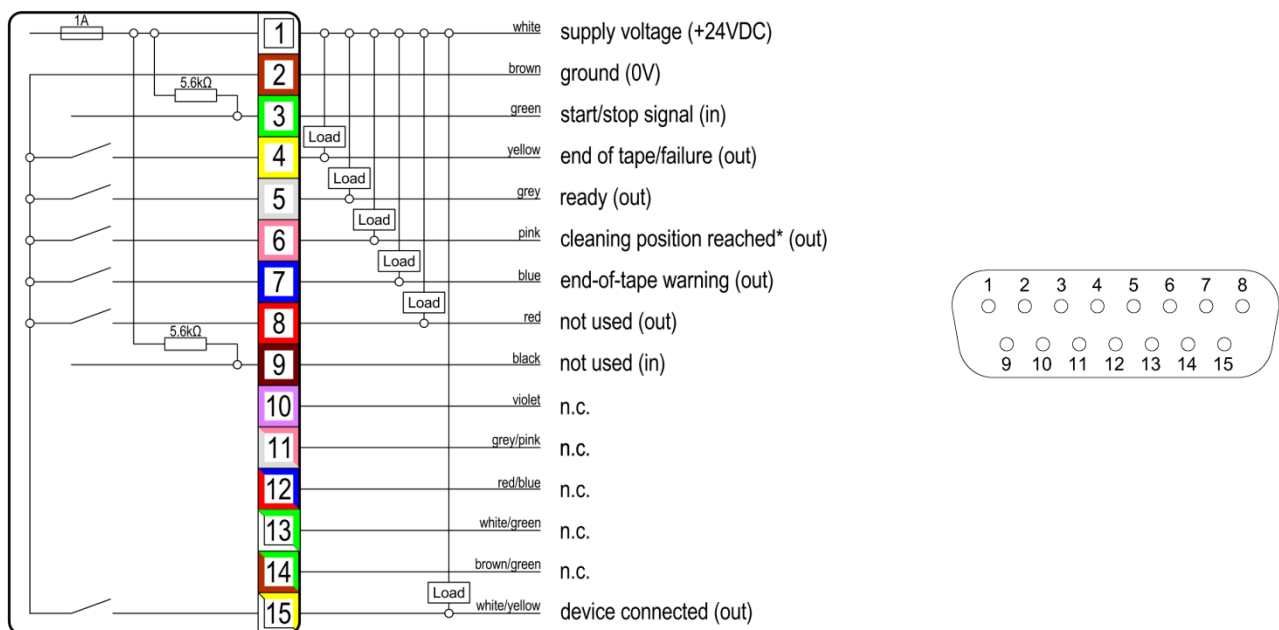 1A 1 white supply voltage (+24VDC)
2 brown ground (0V)
5.6kΩ
3 green start/stop signal (in)
Load
4 yellow end of tape/failure (out)
Load
5 grey ready (out)
Load
6 pink cleaning position reached* (out)
Load
7 blue end-of-tape warning (out)
Load
8 red not used (out)
5.6kΩ
9 black not used (in)
10 violet n.c.
11 grey/pink n.c.
12 red/blue n.c.
13 white/green n.c.
14 brown/green n.c.
Load
15 white/yellow device connected (out)
1 2 3 4 5 6 7 8
9 10 11 12 13 14 15